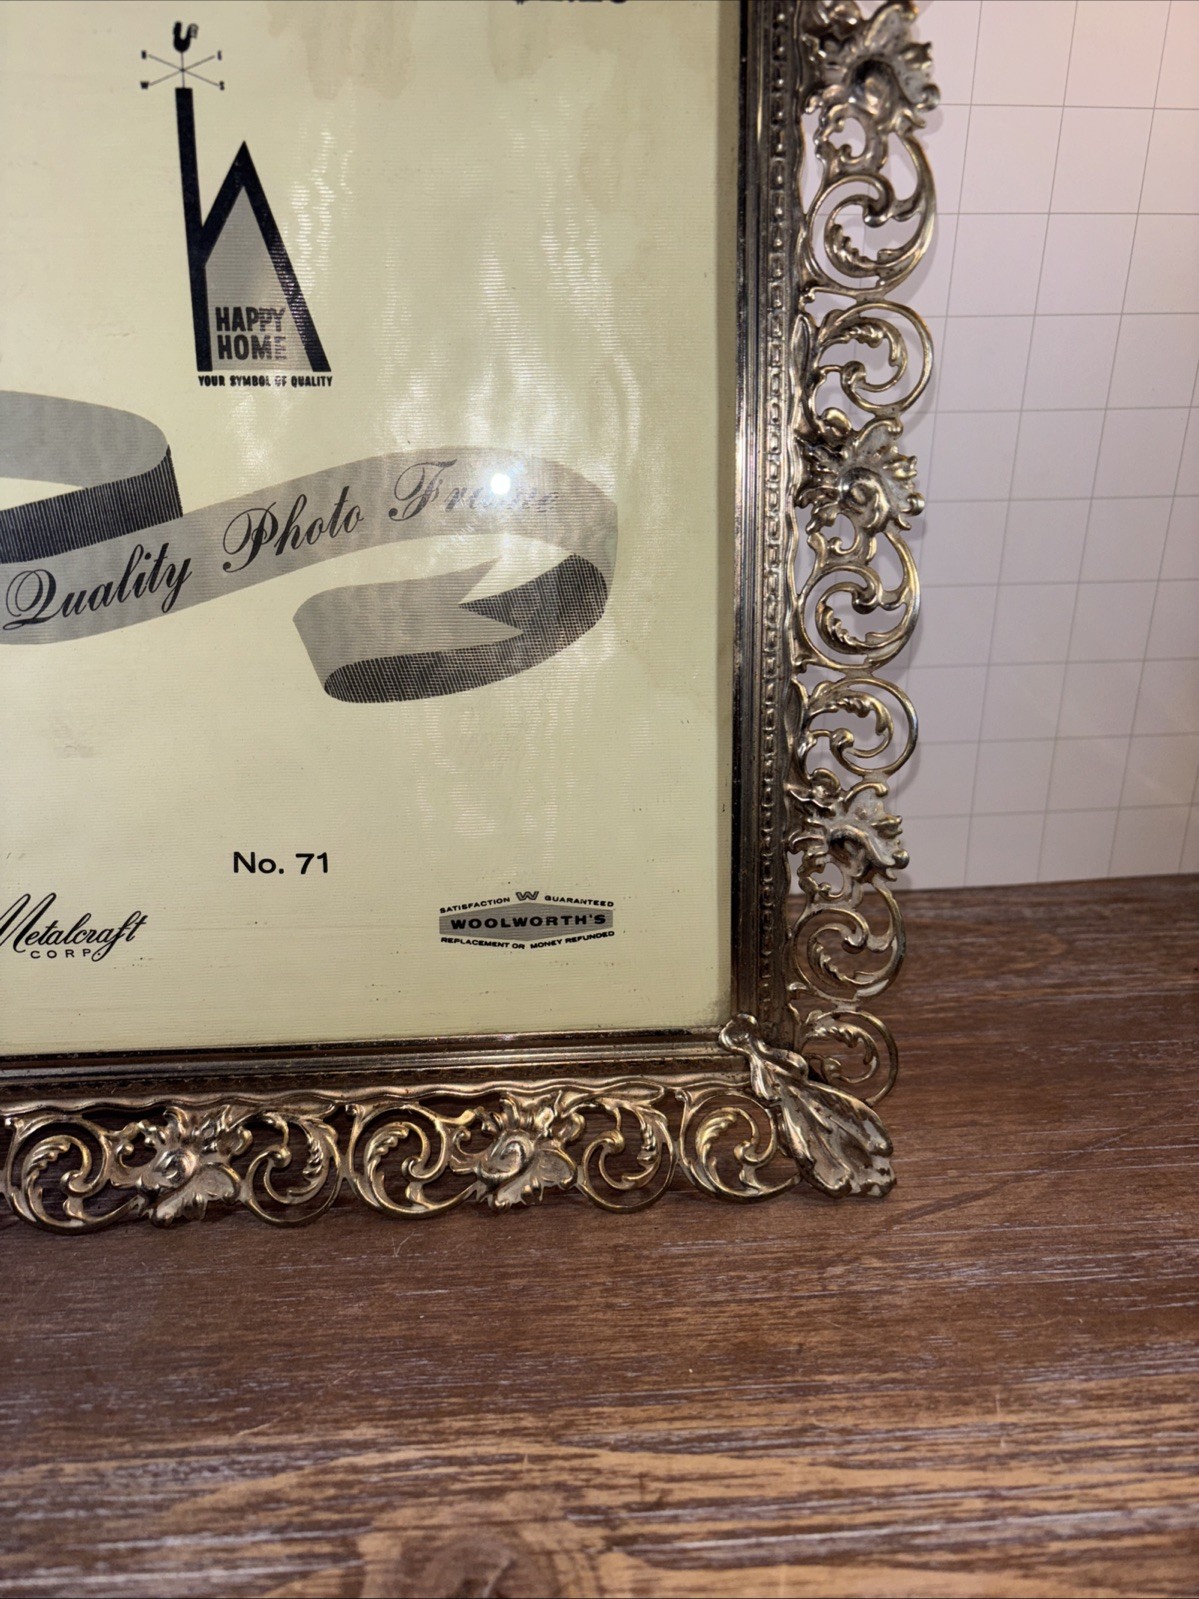 HAPPY
HOME
YOUR SYMBOL OF QUALITY
Quality Photo Frame
No. 71
Metalcraft
CORP.
SATISFACTION W GUARANTEED
WOOLWORTH'S
REPLACEMENT OR MONEY REFUNDED